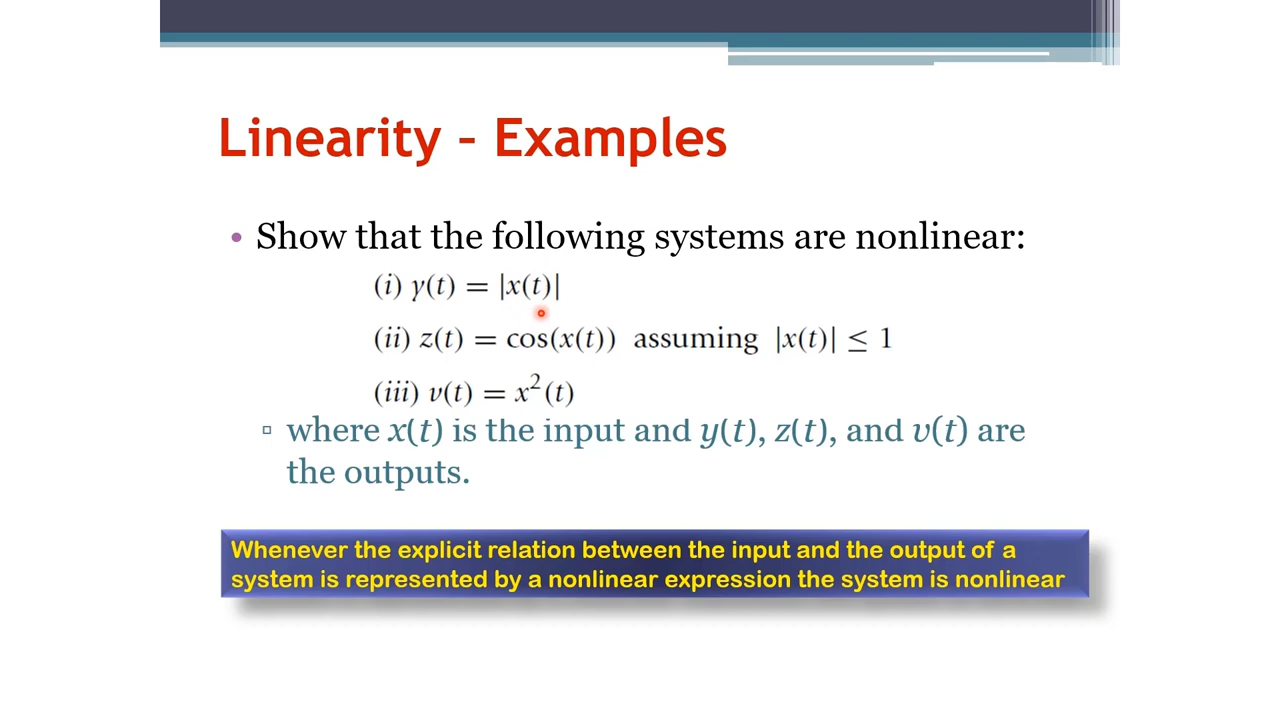 Linearity - Examples
• Show that the following systems are nonlinear:
(i) y(t) = |x(t)|
(ii) z(t) = cos(x(t)) assuming |x(t)| ≤ 1
(iii) v(t) = x²(t)
▫ where x(t) is the input and y(t), z(t), and v(t) are
the outputs.
Whenever the explicit relation between the input and the output of a
system is represented by a nonlinear expression the system is nonlinear